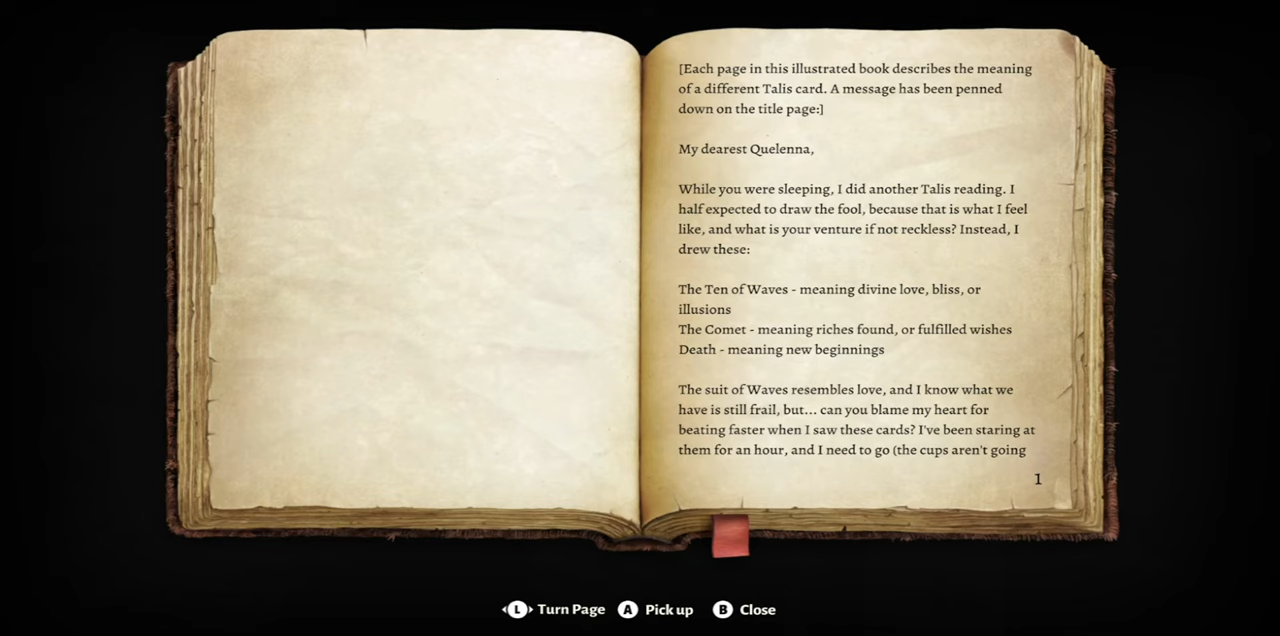 [Each page in this illustrated book describes the meaning
of a different Talis card. A message has been penned
down on the title page:]
My dearest Quelenna,
While you were sleeping, I did another Talis reading. I
half expected to draw the fool, because that is what I feel
like, and what is your venture if not reckless? Instead, I
drew these:
The Ten of Waves - meaning divine love, bliss, or
illusions
The Comet - meaning riches found, or fulfilled wishes
Death - meaning new beginnings
The suit of Waves resembles love, and I know what we
have is still frail, but... can you blame my heart for
beating faster when I saw these cards? I've been staring at
them for an hour, and I need to go (the cups aren't going
1
L Turn Page A Pick up B Close